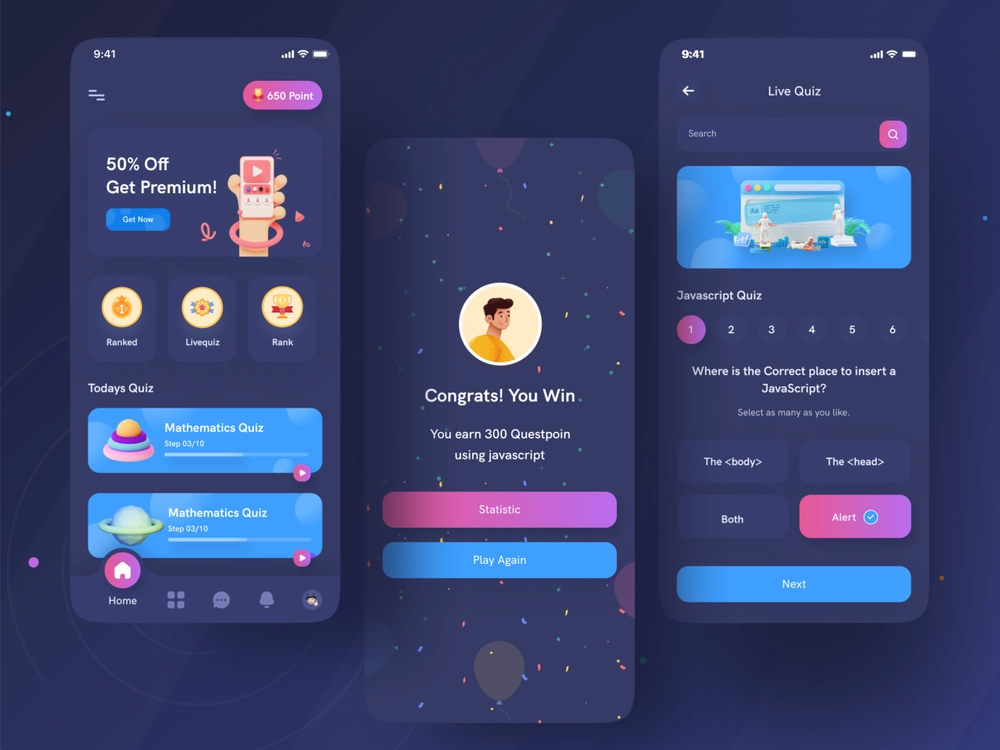 9:41
650 Point
50% Off
Get Premium!
Get Now
Ranked
Livequiz
Rank
Todays Quiz
Mathematics Quiz
Step 03/10
Mathematics Quiz
Step 03/10
Home
Congrats! You Win
You earn 300 Questpoin
using javascript
Statistic
Play Again
9:41
Live Quiz
Search
Javascript Quiz
1 2 3 4 5 6
Where is the Correct place to insert a
JavaScript?
Select as many as you like.
The <body> The <head>
Both Alert
Next